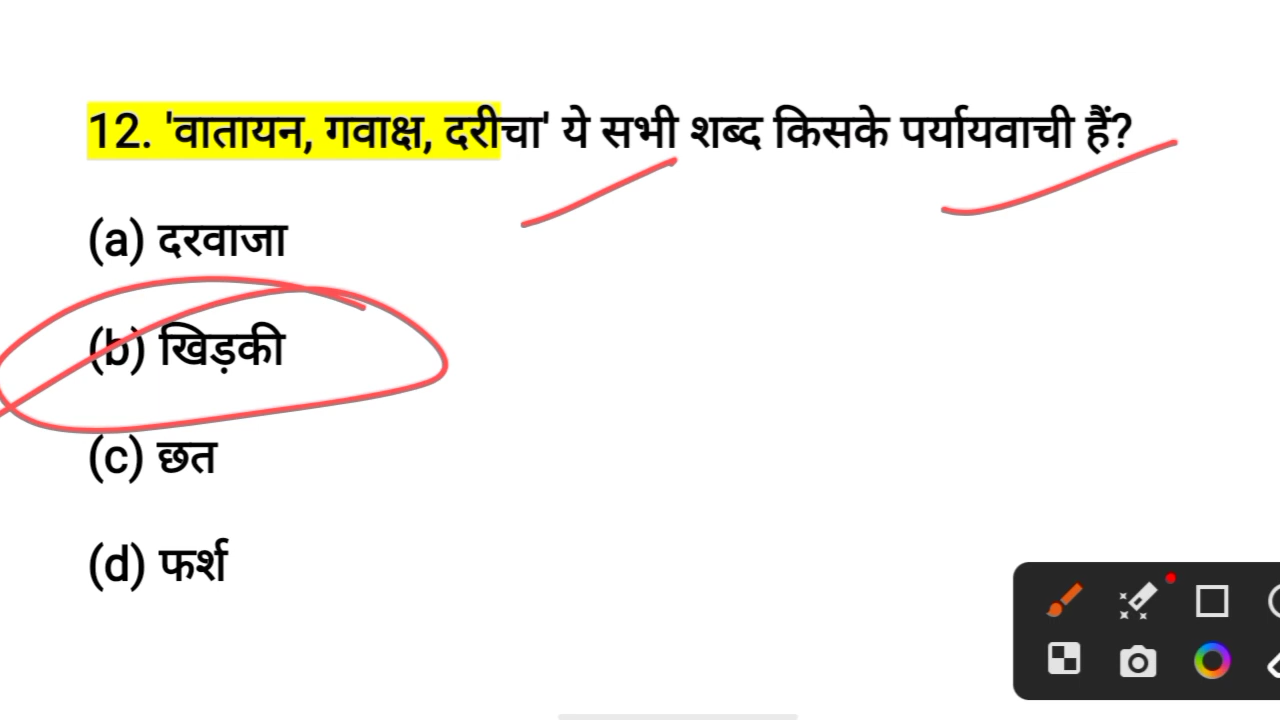 12. 'वातायन, गवाक्ष, दरीचा' ये सभी शब्द किसके पर्यायवाची हैं?
(a) दरवाजा
(b) खिड़की
(c) छत
(d) फर्श